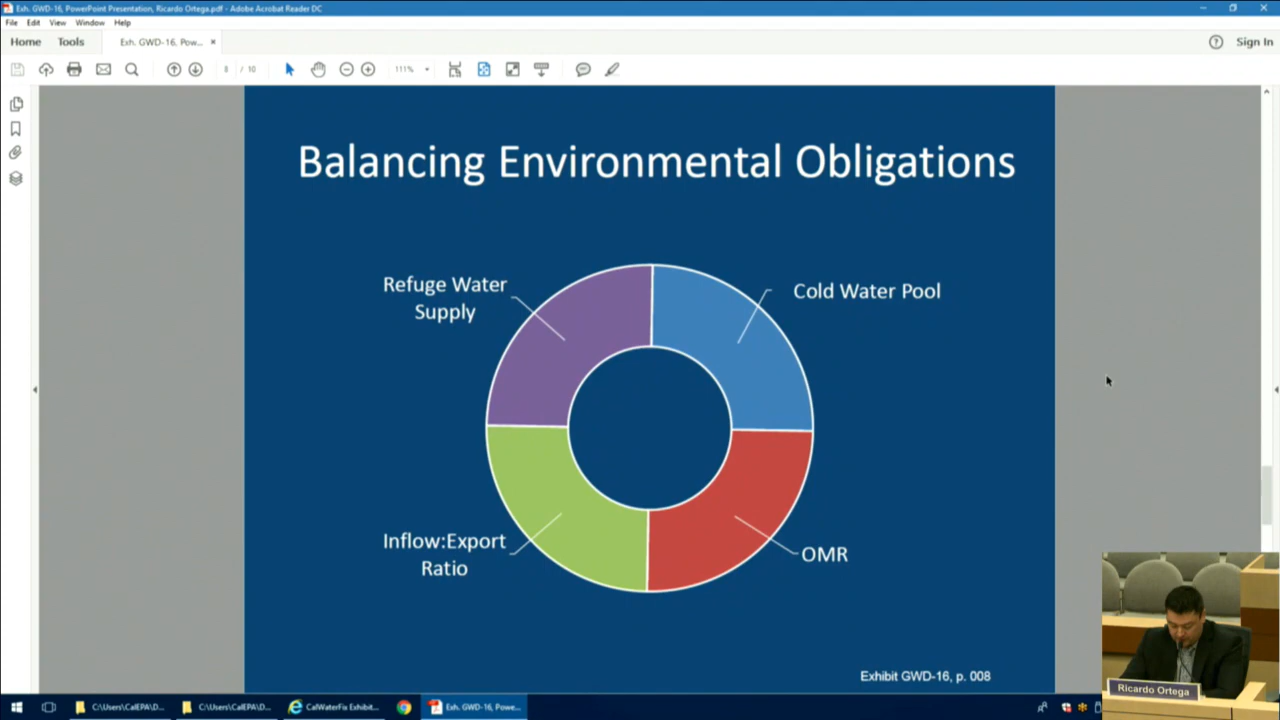 Exh. GWD-16, PowerPoint Presentation, Ricardo Ortega.pdf - Adobe Acrobat Reader DC
File Edit View Window Help
Home Tools Exh. GWD-16, Pow... × Sign In
8 / 10 111%
Balancing Environmental Obligations
Refuge Water
Supply
Cold Water Pool
Inflow:Export
Ratio
OMR
Exhibit GWD-16, p. 008
Ricardo Ortega
C:\Users\CalEPA\D... C:\Users\CalEPA\D... CalWaterFix Exhibit... Exh. GWD-16, Powe...